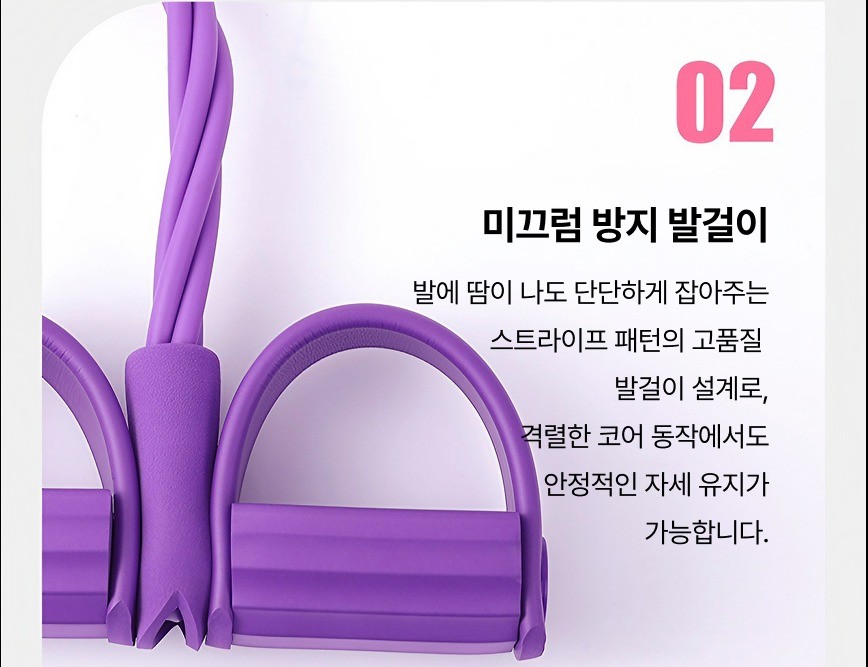 02
미끄럼 방지 발걸이
발에 땀이 나도 단단하게 잡아주는
스트라이프 패턴의 고품질
발걸이 설계로,
격렬한 코어 동작에서도
안정적인 자세 유지가
가능합니다.